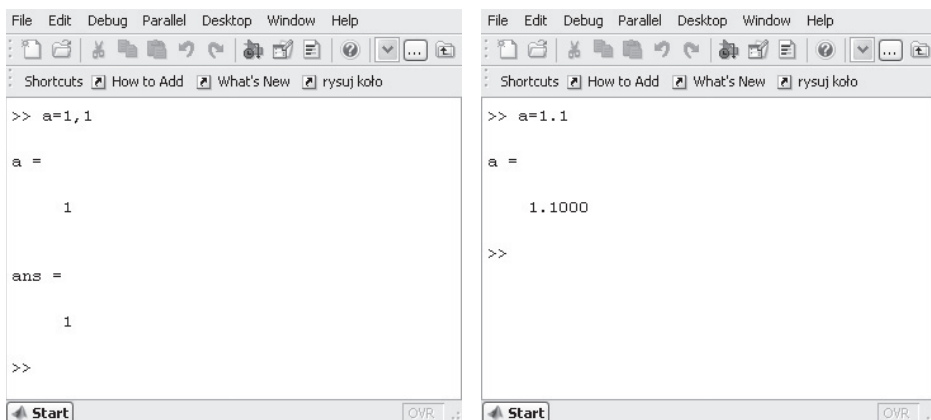 File Edit Debug Parallel Desktop Window Help
Shortcuts How to Add What's New rysuj koło
>> a=1,1
a =
1
ans =
1
>>
Start OVR
File Edit Debug Parallel Desktop Window Help
Shortcuts How to Add What's New rysuj koło
>> a=1.1
a =
1.1000
>>
Start OVR